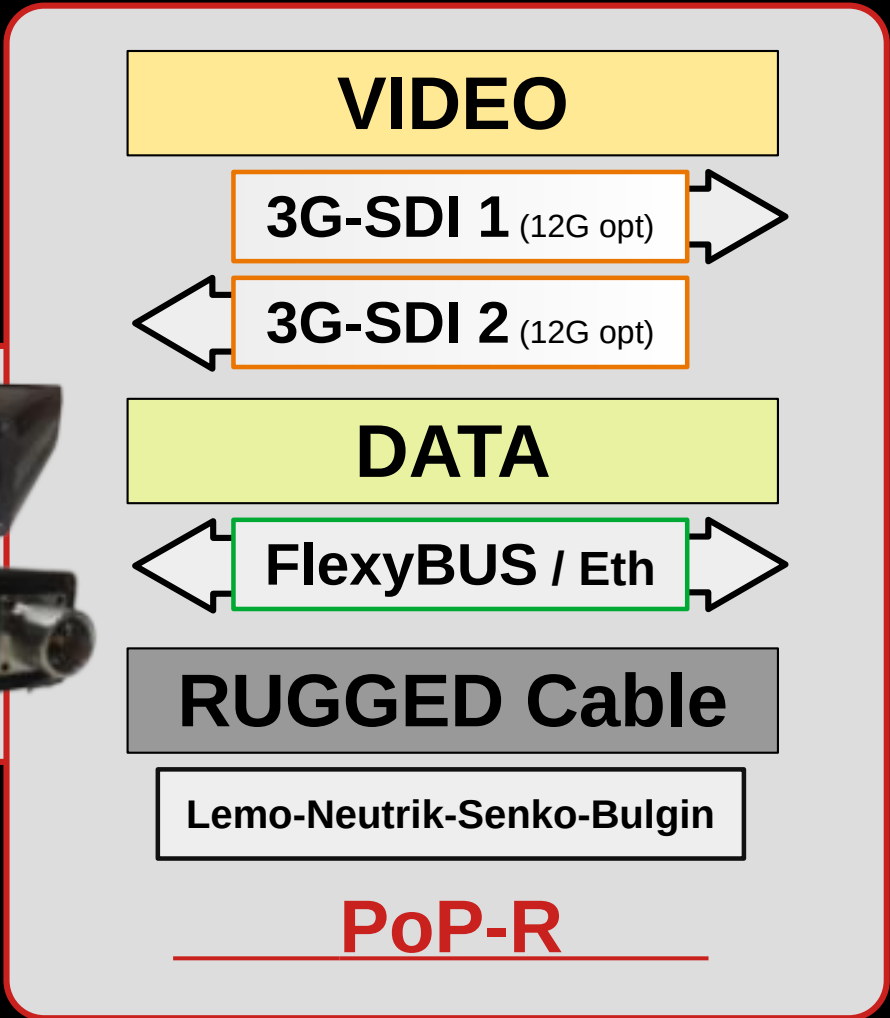 VIDEO
3G-SDI 1 (12G opt)
3G-SDI 2 (12G opt)
DATA
FlexyBUS / Eth
RUGGED Cable
Lemo-Neutrik-Senko-Bulgin
PoP-R